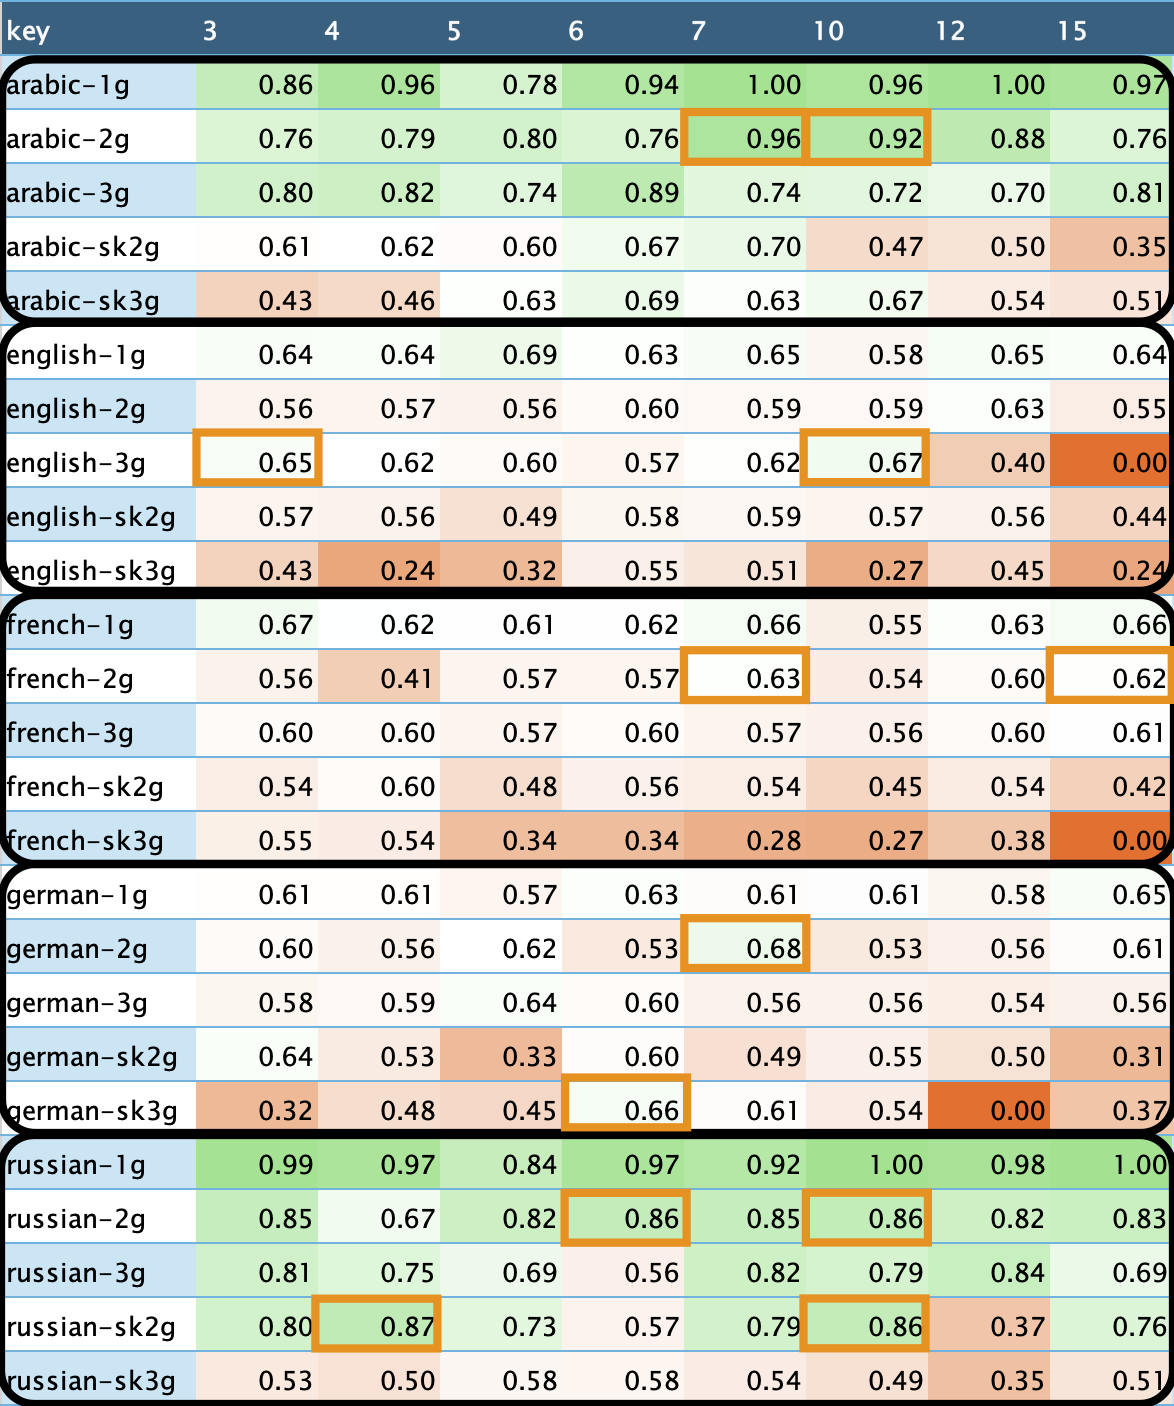 key 3 4 5 6 7 10 12 15
arabic-1g 0.86 0.96 0.78 0.94 1.00 0.96 1.00 0.97
arabic-2g 0.76 0.79 0.80 0.76 0.96 0.92 0.88 0.76
arabic-3g 0.80 0.82 0.74 0.89 0.74 0.72 0.70 0.81
arabic-sk2g 0.61 0.62 0.60 0.67 0.70 0.47 0.50 0.35
arabic-sk3g 0.43 0.46 0.63 0.69 0.63 0.67 0.54 0.51
english-1g 0.64 0.64 0.69 0.63 0.65 0.58 0.65 0.64
english-2g 0.56 0.57 0.56 0.60 0.59 0.59 0.63 0.55
english-3g 0.65 0.62 0.60 0.57 0.62 0.67 0.40 0.00
english-sk2g 0.57 0.56 0.49 0.58 0.59 0.57 0.56 0.44
english-sk3g 0.43 0.24 0.32 0.55 0.51 0.27 0.45 0.24
french-1g 0.67 0.62 0.61 0.62 0.66 0.55 0.63 0.66
french-2g 0.56 0.41 0.57 0.57 0.63 0.54 0.60 0.62
french-3g 0.60 0.60 0.57 0.60 0.57 0.56 0.60 0.61
french-sk2g 0.54 0.60 0.48 0.56 0.54 0.45 0.54 0.42
french-sk3g 0.55 0.54 0.34 0.34 0.28 0.27 0.38 0.00
german-1g 0.61 0.61 0.57 0.63 0.61 0.61 0.58 0.65
german-2g 0.60 0.56 0.62 0.53 0.68 0.53 0.56 0.61
german-3g 0.58 0.59 0.64 0.60 0.56 0.56 0.54 0.56
german-sk2g 0.64 0.53 0.33 0.60 0.49 0.55 0.50 0.31
german-sk3g 0.32 0.48 0.45 0.66 0.61 0.54 0.00 0.37
russian-1g 0.99 0.97 0.84 0.97 0.92 1.00 0.98 1.00
russian-2g 0.85 0.67 0.82 0.86 0.85 0.86 0.82 0.83
russian-3g 0.81 0.75 0.69 0.56 0.82 0.79 0.84 0.69
russian-sk2g 0.80 0.87 0.73 0.57 0.79 0.86 0.37 0.76
russian-sk3g 0.53 0.50 0.58 0.58 0.54 0.49 0.35 0.51